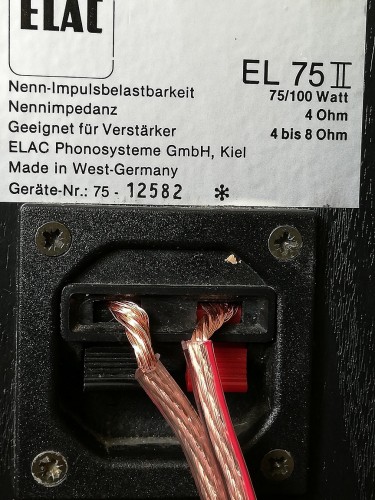 ELAC
EL 75 II
Nenn-Impulsbelastbarkeit 75/100 Watt
Nennimpedanz 4 Ohm
Geeignet für Verstärker 4 bis 8 Ohm
ELAC Phonosysteme GmbH, Kiel
Made in West-Germany
Geräte-Nr.: 75 - 12582 *